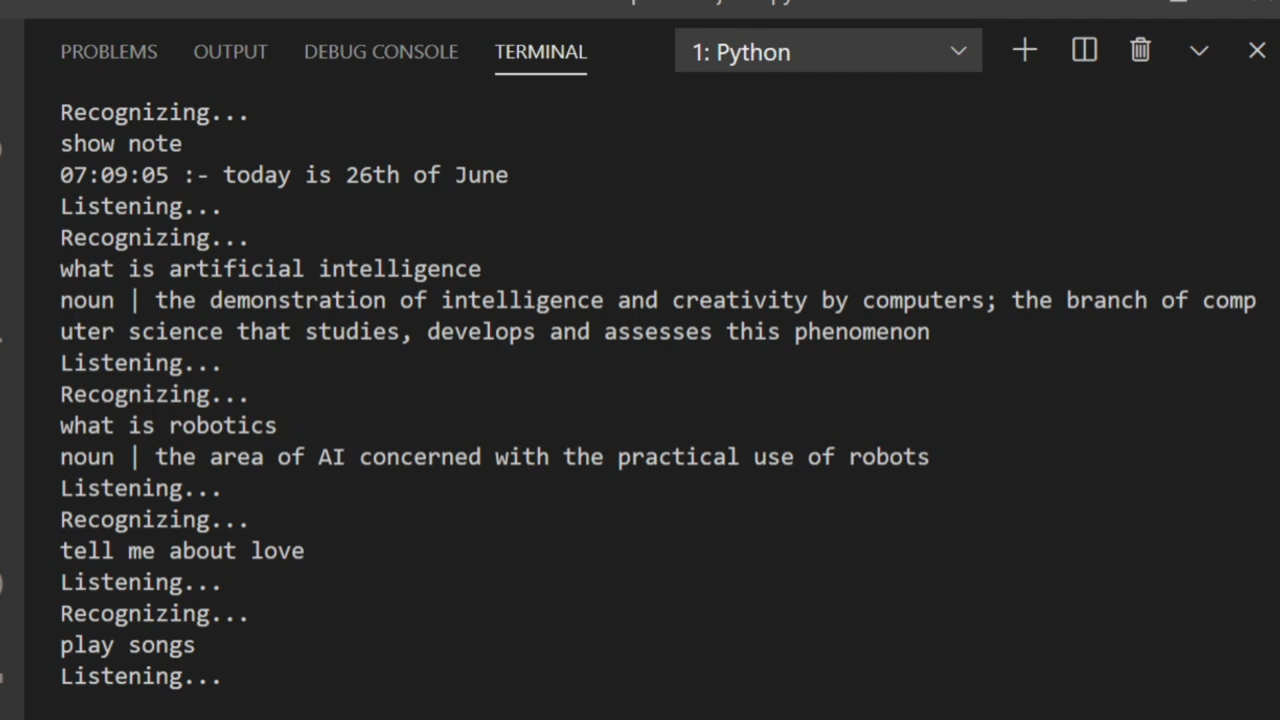 PROBLEMS OUTPUT DEBUG CONSOLE TERMINAL 1: Python
Recognizing...
show note
07:09:05 :- today is 26th of June
Listening...
Recognizing...
what is artificial intelligence
noun | the demonstration of intelligence and creativity by computers; the branch of comp
uter science that studies, develops and assesses this phenomenon
Listening...
Recognizing...
what is robotics
noun | the area of AI concerned with the practical use of robots
Listening...
Recognizing...
tell me about love
Listening...
Recognizing...
play songs
Listening...